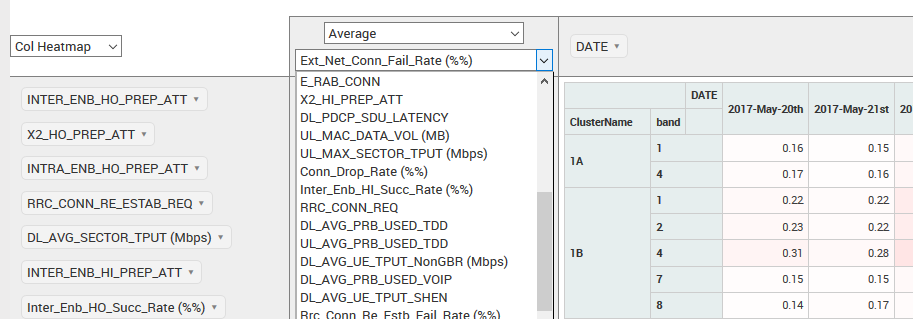 Col Heatmap
Average
Ext_Net_Conn_Fail_Rate (%%)
DATE
INTER_ENB_HO_PREP_ATT
X2_HO_PREP_ATT
INTRA_ENB_HO_PREP_ATT
RRC_CONN_RE_ESTAB_REQ
DL_AVG_SECTOR_TPUT (Mbps)
INTER_ENB_HI_PREP_ATT
Inter_Enb_HO_Succ_Rate (%%)
E_RAB_CONN
X2_HI_PREP_ATT
DL_PDCP_SDU_LATENCY
UL_MAC_DATA_VOL (MB)
UL_MAX_SECTOR_TPUT (Mbps)
Conn_Drop_Rate (%%)
Inter_Enb_HI_Succ_Rate (%%)
RRC_CONN_REQ
DL_AVG_PRB_USED_TDD
UL_AVG_PRB_USED_TDD
DL_AVG_UE_TPUT_NonGBR (Mbps)
DL_AVG_PRB_USED_VOIP
DL_AVG_UE_TPUT_SHEN
Rrc_Conn_Re_Estb_Fail_Rate (%%)
DATE 2017-May-20th 2017-May-21st 20
ClusterName band
1A 1 0.16 0.15
4 0.17 0.16
1B 1 0.22 0.22
2 0.23 0.22
4 0.31 0.28
7 0.15 0.15
8 0.14 0.17